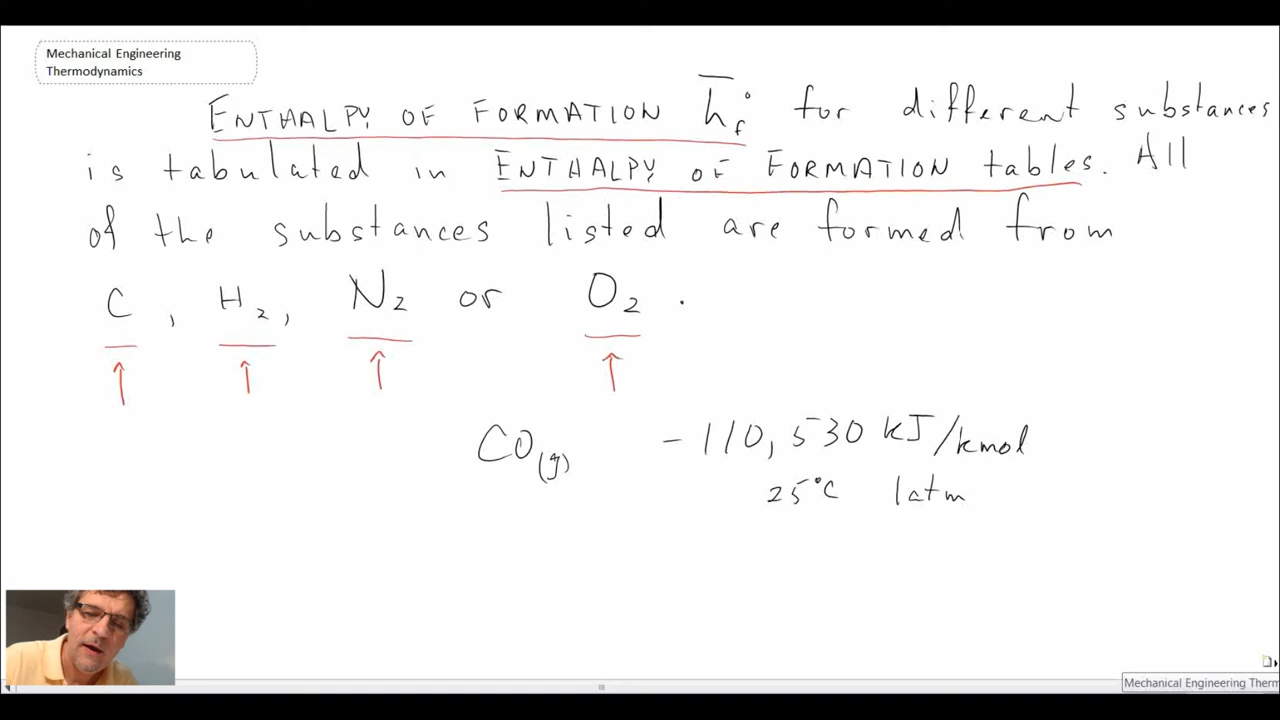 Mechanical Engineering
Thermodynamics
ENTHALPY OF FORMATION h̄f° for different substances
is tabulated in ENTHALPY OF FORMATION tables. All
of the substances listed are formed from
C, H₂, N₂ or O₂.
CO(g) -110,530 kJ/kmol
25°C 1atm
Mechanical Engineering Therm